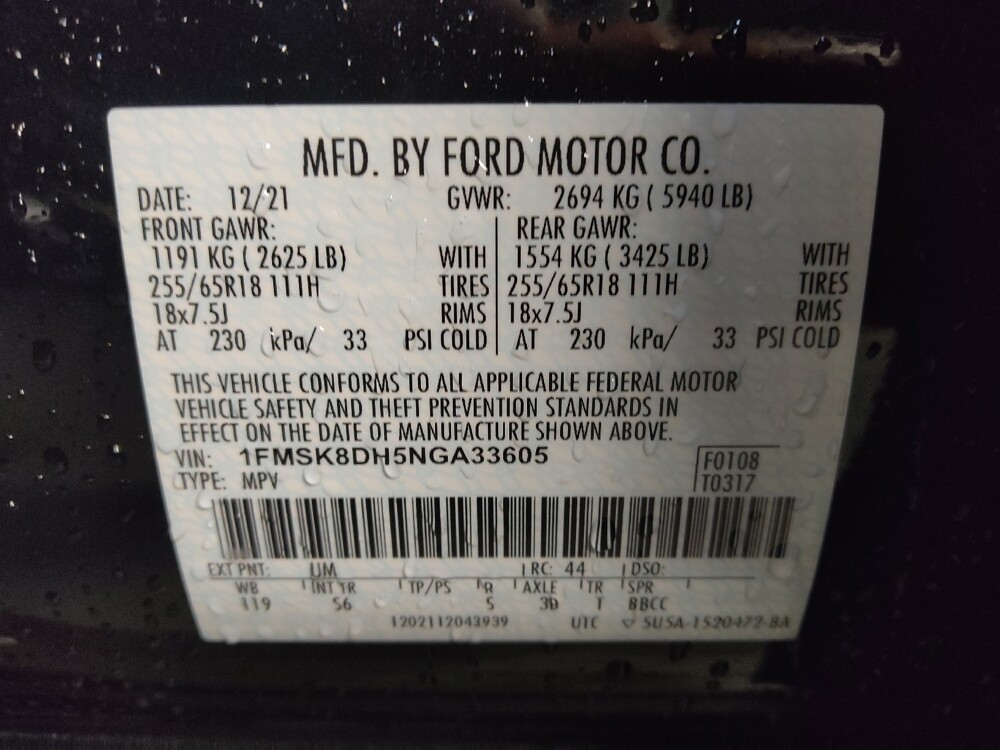 MFD. BY FORD MOTOR CO.
DATE: 12/21 GVWR: 2694 KG ( 5940 LB)
FRONT GAWR: REAR GAWR:
1191 KG ( 2625 LB) WITH 1554 KG ( 3425 LB) WITH
255/65R18 111H TIRES 255/65R18 111H TIRES
18x7.5J RIMS 18x7.5J RIMS
AT 230 kPa/ 33 PSI COLD AT 230 kPa/ 33 PSI COLD
THIS VEHICLE CONFORMS TO ALL APPLICABLE FEDERAL MOTOR
VEHICLE SAFETY AND THEFT PREVENTION STANDARDS IN
EFFECT ON THE DATE OF MANUFACTURE SHOWN ABOVE.
VIN: 1FMSK8DH5NGA33605 F0108
TYPE: MPV T0317
EXT PNT: UM RC: 44 DSO:
WB INT TR TP/PS R AXLE TR SPR
119 S6 S 3D T BBCC
1202112043939 UTC SU5A-1520472-BA